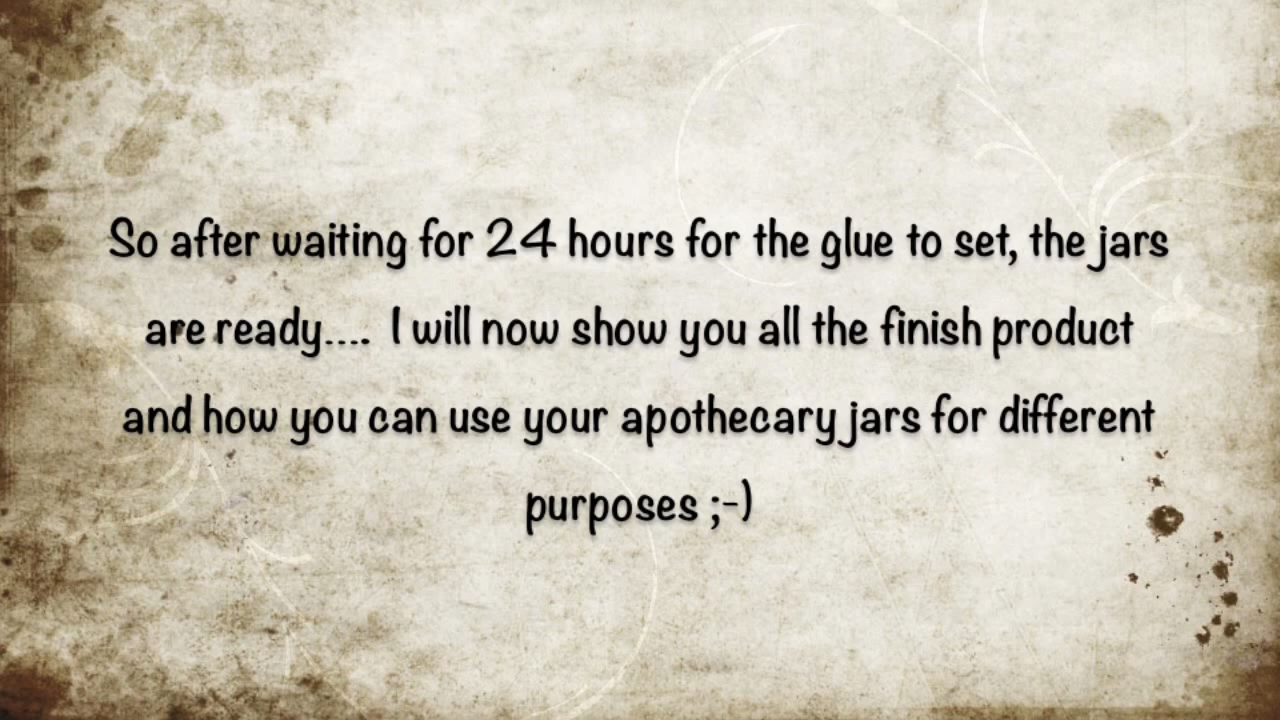 So after waiting for 24 hours for the glue to set, the jars
are ready....  I will now show you all the finish product
and how you can use your apothecary jars for different
purposes ;-)